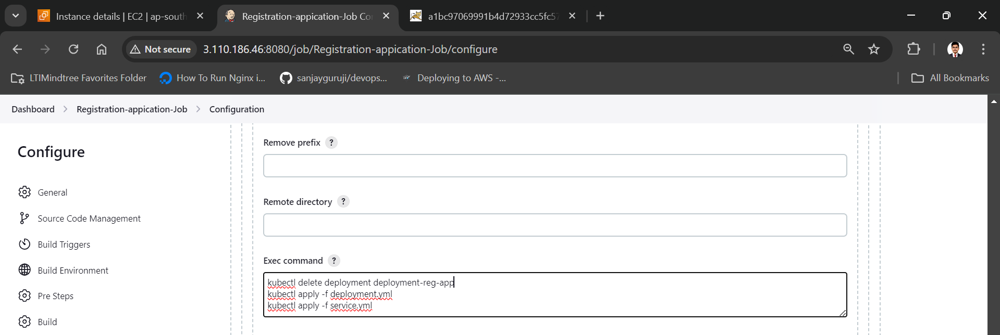 Instance details | EC2 | ap-south
Registration-appication-Job Co
a1bc97069991b4d72933cc5fc57
Not secure
3.110.186.46:8080/job/Registration-appication-Job/configure
LTIMindtree Favorites Folder
How To Run Nginx i...
sanjayguruji/devops...
Deploying to AWS -...
All Bookmarks
Dashboard > Registration-appication-Job > Configuration
Configure
General
Source Code Management
Build Triggers
Build Environment
Pre Steps
Build
Remove prefix ?
Remote directory ?
Exec command ?
kubectl delete deployment deployment-reg-app
kubectl apply -f deployment.yml
kubectl apply -f service.yml